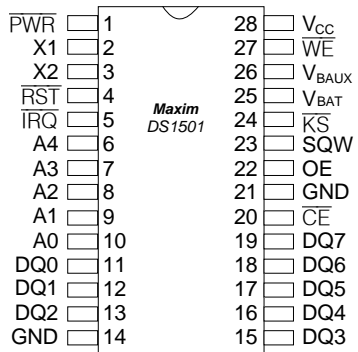 PWR 1 28 VCC
X1 2 27 WE
X2 3 26 VBAUX
RST 4 25 VBAT
Maxim
IRQ 5 24 KS
DS1501
A4 6 23 SQW
A3 7 22 OE
A2 8 21 GND
A1 9 20 CE
A0 10 19 DQ7
DQ0 11 18 DQ6
DQ1 12 17 DQ5
DQ2 13 16 DQ4
GND 14 15 DQ3